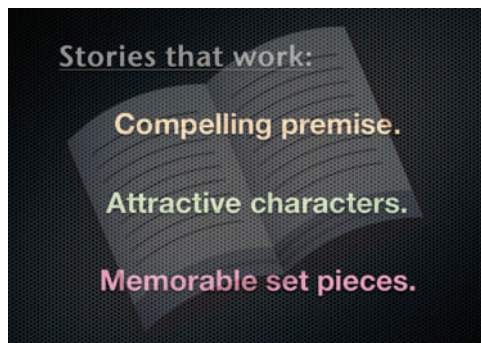 Stories that work:
Compelling premise.
Attractive characters.
Memorable set pieces.